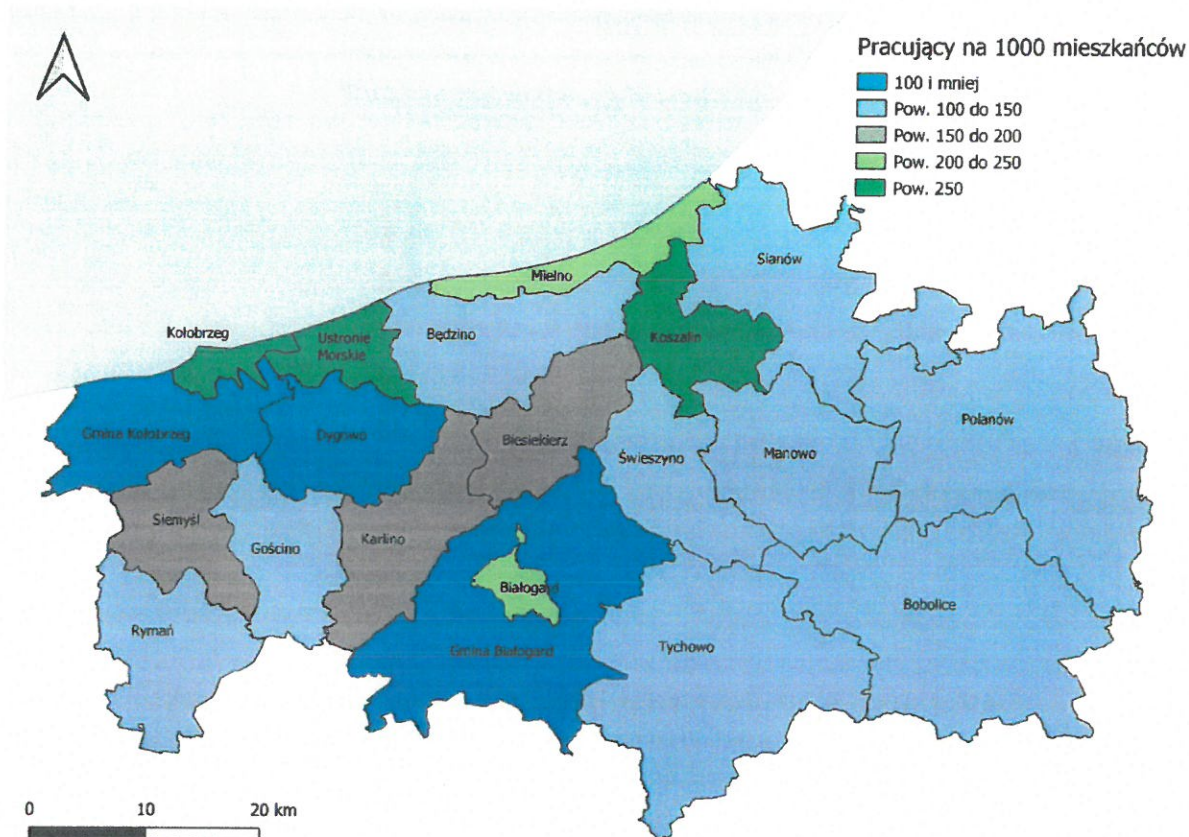 Pracujący na 1000 mieszkańców
100 i mniej
Pow. 100 do 150
Pow. 150 do 200
Pow. 200 do 250
Pow. 250
Sianów
Mielno
Kołobrzeg
Ustronie
Morskie
Będzino
Koszalin
Polanów
Gmina Kołobrzeg
Dygowo
Biesiekierz
Świeszyno
Manowo
Siemyśl
Gościno
Karlino
Białogard
Bobolice
Rymań
Gmina Białogard
Tychowo
0 10 20 km